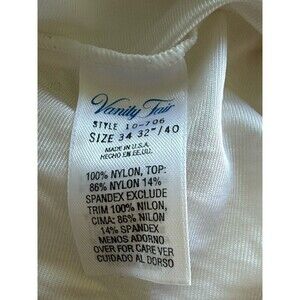 Vanity Fair
STYLE 10-706
SIZE 34 32"/40
MADE IN U.S.A.
HECHO EN EE.UU.
100% NYLON, TOP:
86% NYLON 14%
SPANDEX EXCLUDE
TRIM 100% NILON,
CIMA: 86% NILON
14% SPANDEX
MENOS ADORNO
OVER FOR CARE VER
CUIDADO AL DORSO